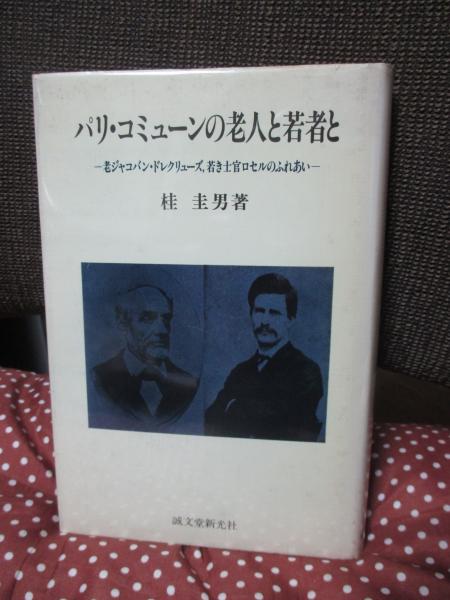 パリ・コミューンの老人と若者と
―老ジャコバン・ドレクリューズ,若き士官ロセルのふれあい―
桂 圭男著
誠文堂新光社